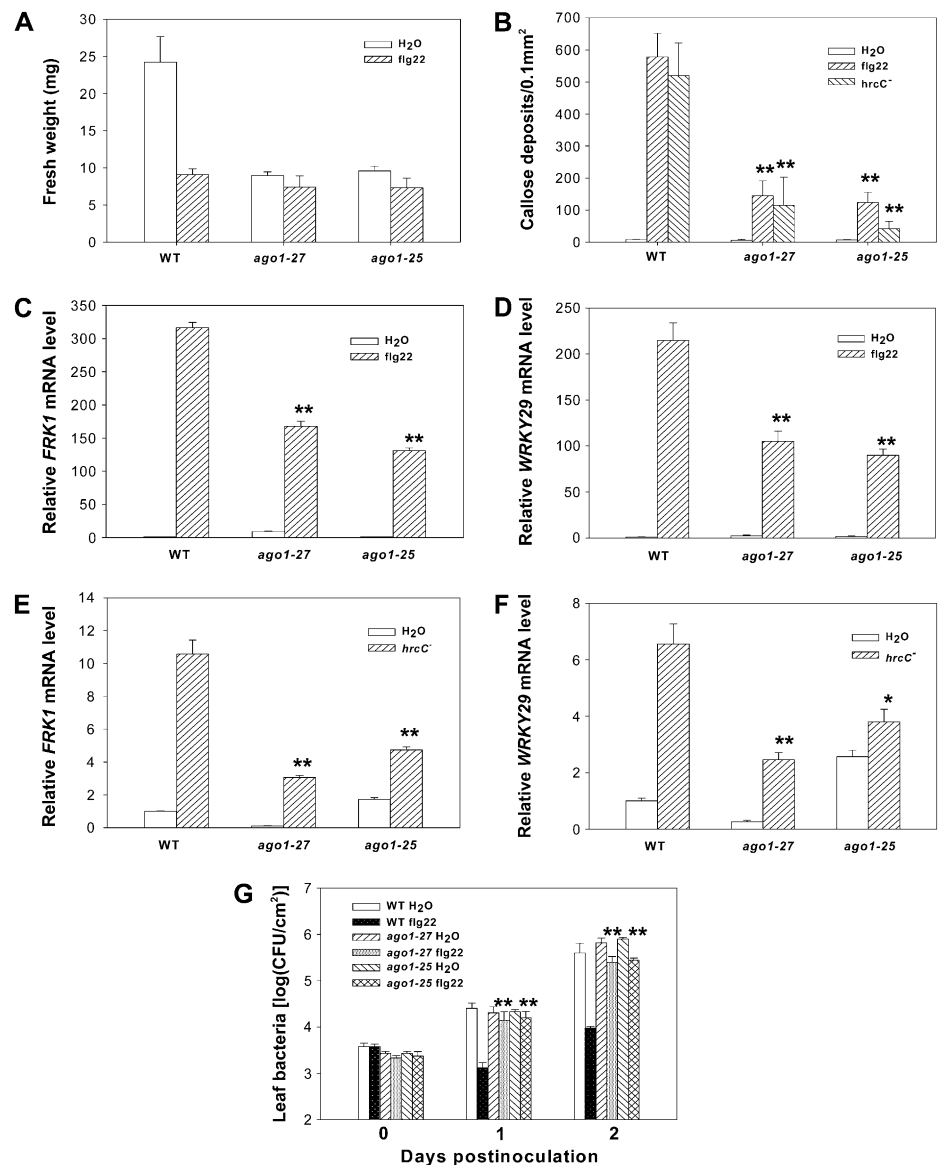 A
Fresh weight (mg)
30
25
20
15
10
5
0
H2O
flg22
WT
ago1-27
ago1-25
B
Callose deposits/0.1mm²
700
600
500
400
300
200
100
0
H2O
flg22
hrcC⁻
** **
**
**
WT
ago1-27
ago1-25
C
Relative FRK1 mRNA level
350
300
250
200
150
100
50
0
H2O
flg22
**
**
WT
ago1-27
ago1-25
D
Relative WRKY29 mRNA level
250
200
150
100
50
0
H2O
flg22
**
**
WT
ago1-27
ago1-25
E
Relative FRK1 mRNA level
14
12
10
8
6
4
2
0
H2O
hrcC⁻
**
**
WT
ago1-27
ago1-25
F
Relative WRKY29 mRNA level
8
6
4
2
0
H2O
hrcC⁻
**
*
WT
ago1-27
ago1-25
G
Leaf bacteria [log(CFU/cm²)]
7
6
5
4
3
2
WT H2O
WT flg22
ago1-27 H2O
ago1-27 flg22
ago1-25 H2O
ago1-25 flg22
** **
** **
0 1 2
Days postinoculation